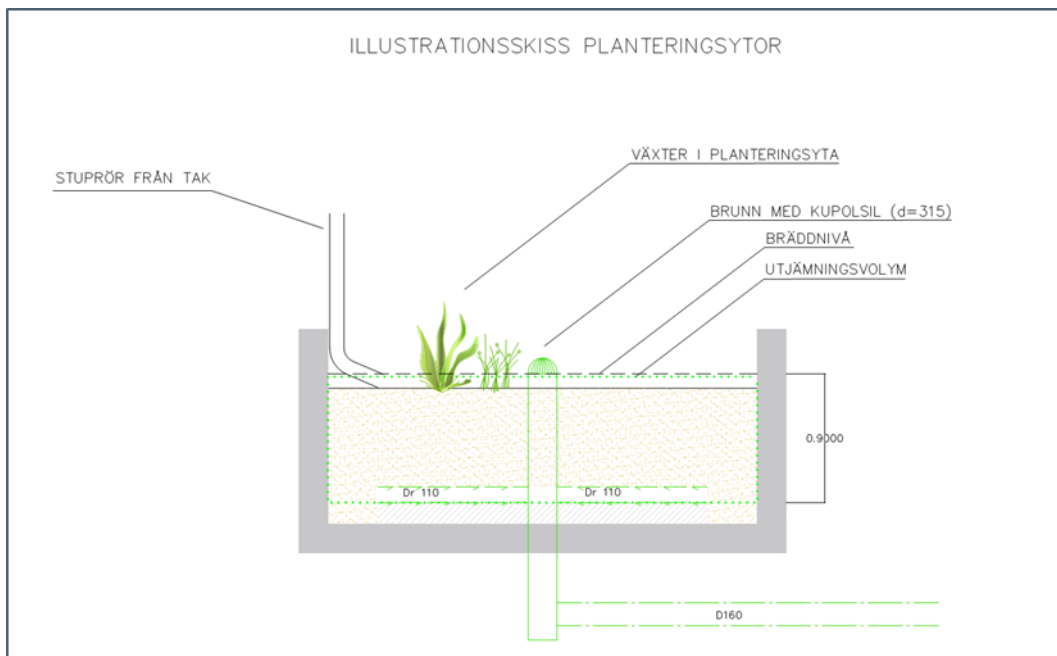 ILLUSTRATIONSSKISS PLANTERINGSYTOR
VÄXTER I PLANTERINGSYTA
STUPRÖR FRÅN TAK
BRUNN MED KUPOLSIL (d=315)
BRÄDDNIVÅ
UTJÄMNINGSVOLYM
0.9000
Dr 110
Dr 110
D160